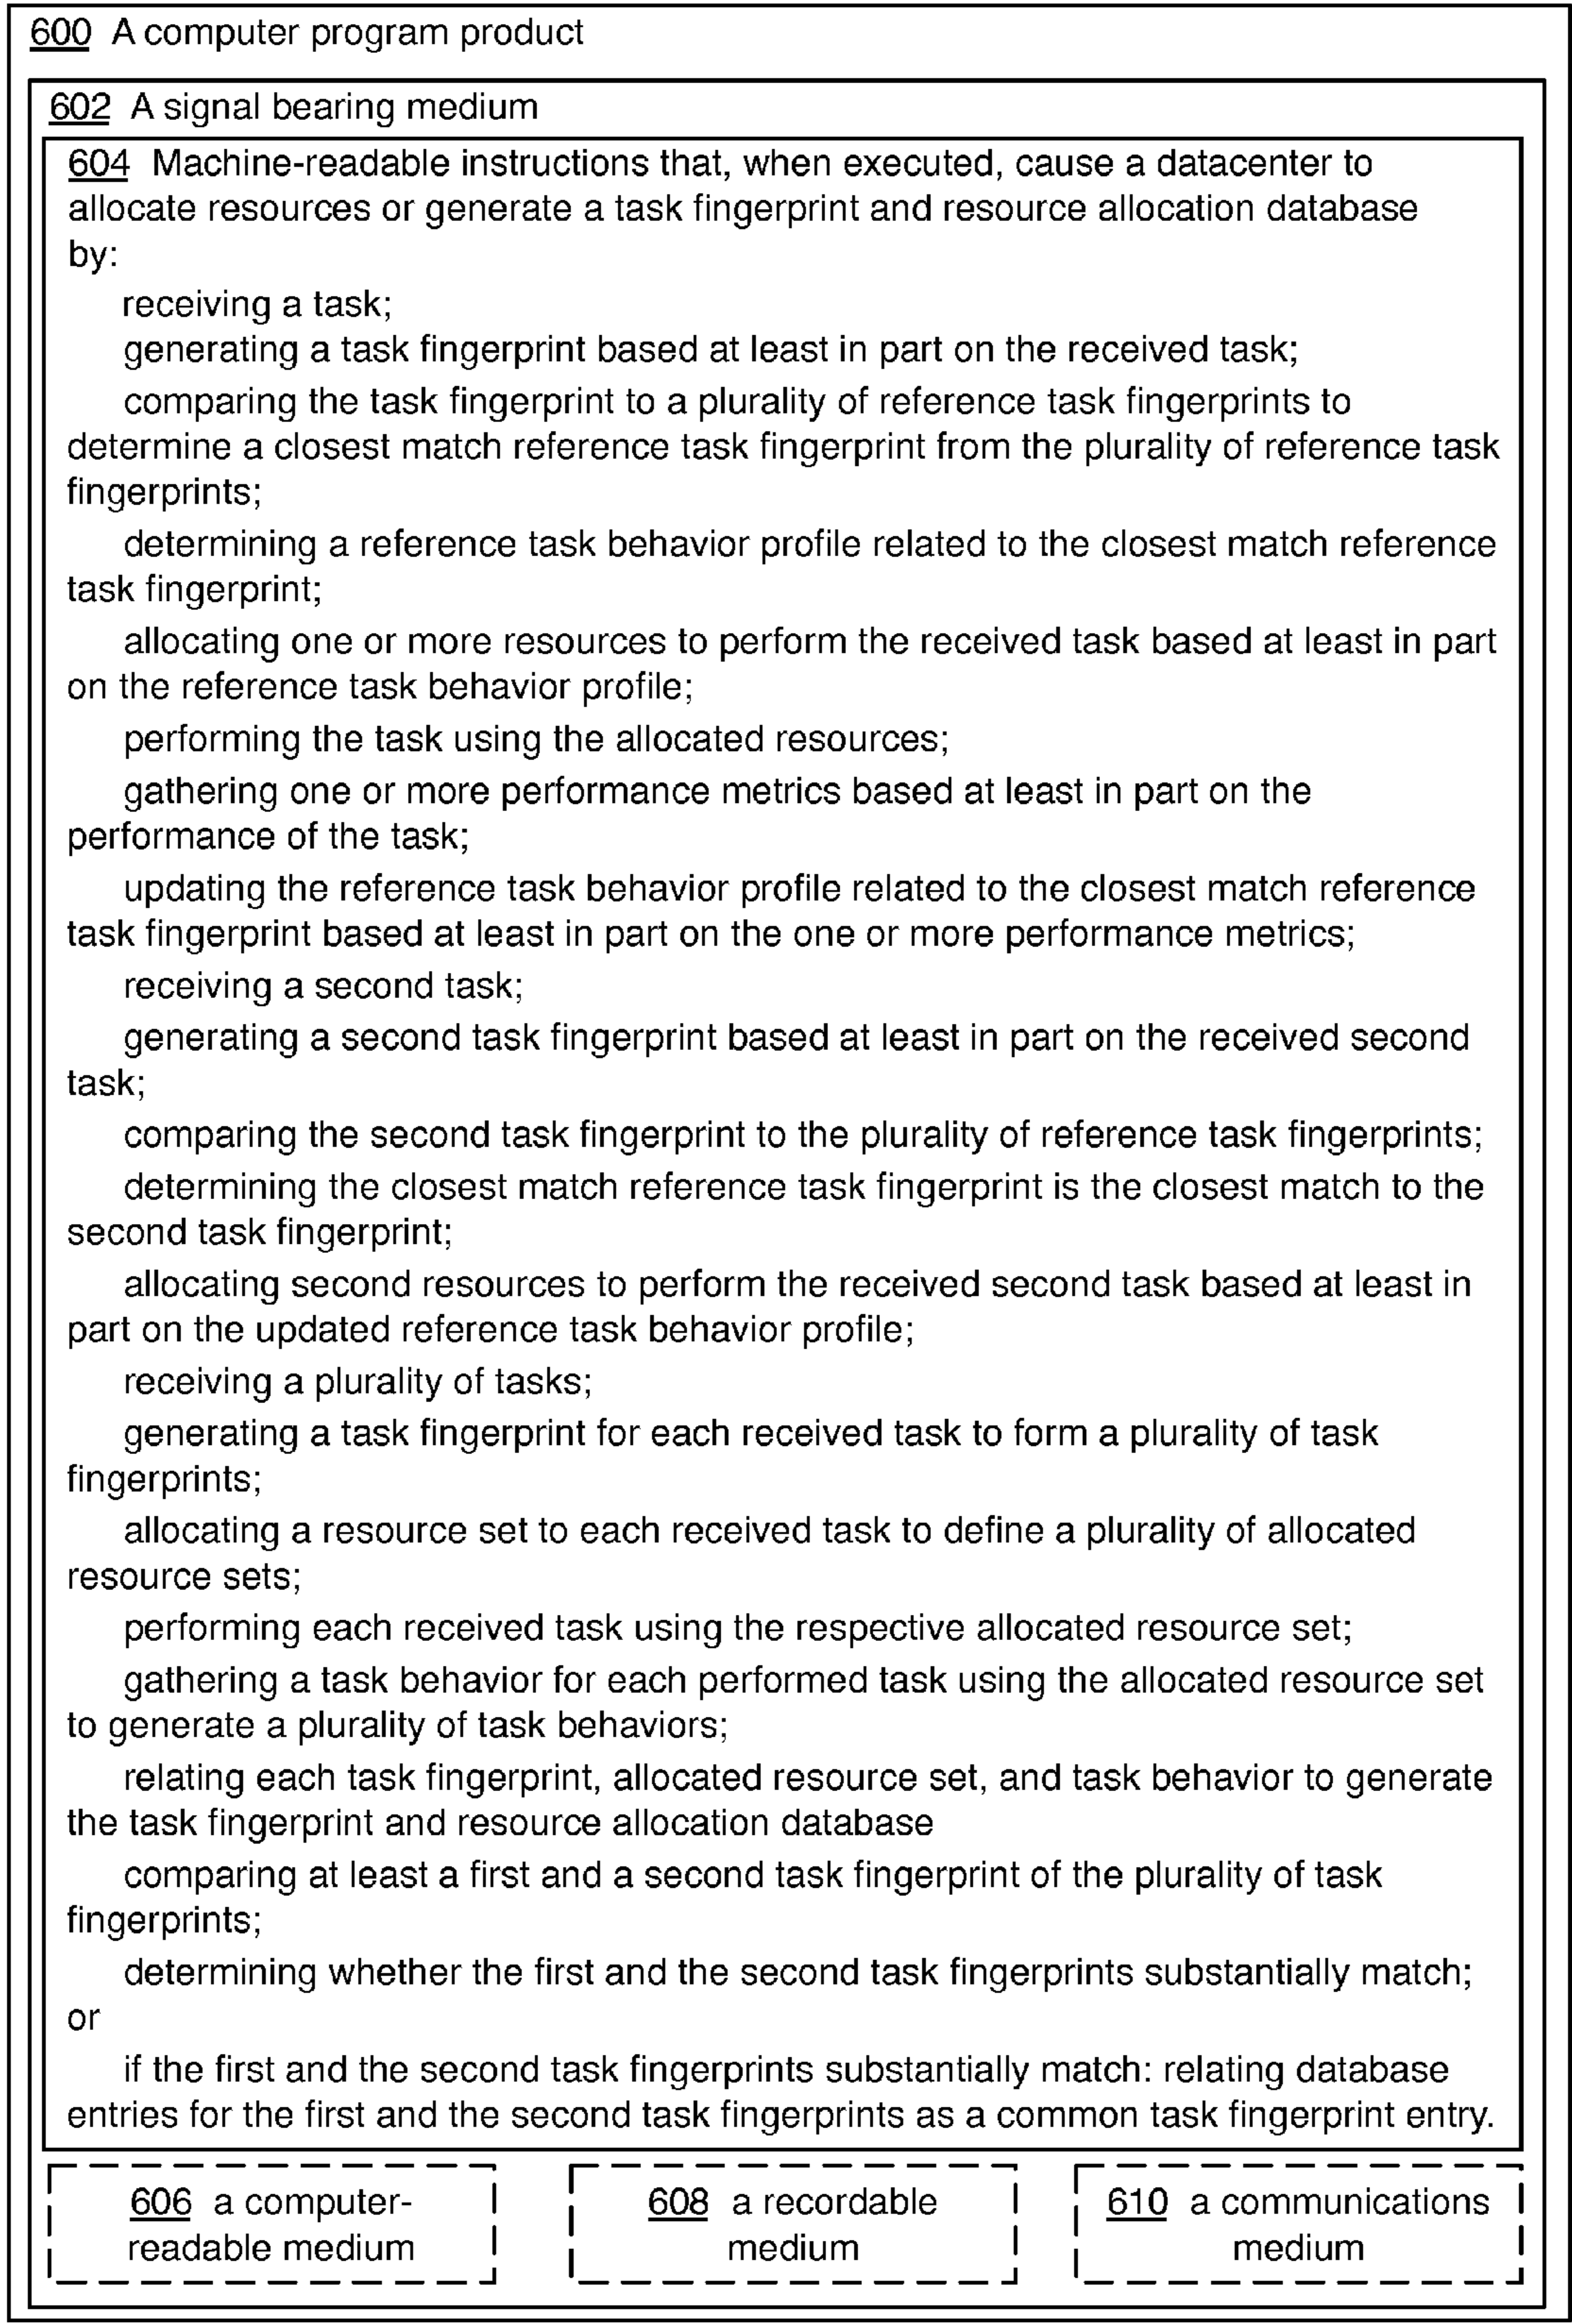 600 A computer program product
602 A signal bearing medium
604 Machine-readable instructions that, when executed, cause a datacenter to
allocate resources or generate a task fingerprint and resource allocation database
by:
receiving a task;
generating a task fingerprint based at least in part on the received task;
comparing the task fingerprint to a plurality of reference task fingerprints to
determine a closest match reference task fingerprint from the plurality of reference task
fingerprints;
determining a reference task behavior profile related to the closest match reference
task fingerprint;
allocating one or more resources to perform the received task based at least in part
on the reference task behavior profile;
performing the task using the allocated resources;
gathering one or more performance metrics based at least in part on the
performance of the task;
updating the reference task behavior profile related to the closest match reference
task fingerprint based at least in part on the one or more performance metrics;
receiving a second task;
generating a second task fingerprint based at least in part on the received second
task;
comparing the second task fingerprint to the plurality of reference task fingerprints;
determining the closest match reference task fingerprint is the closest match to the
second task fingerprint;
allocating second resources to perform the received second task based at least in
part on the updated reference task behavior profile;
receiving a plurality of tasks;
generating a task fingerprint for each received task to form a plurality of task
fingerprints;
allocating a resource set to each received task to define a plurality of allocated
resource sets;
performing each received task using the respective allocated resource set;
gathering a task behavior for each performed task using the allocated resource set
to generate a plurality of task behaviors;
relating each task fingerprint, allocated resource set, and task behavior to generate
the task fingerprint and resource allocation database
comparing at least a first and a second task fingerprint of the plurality of task
fingerprints;
determining whether the first and the second task fingerprints substantially match;
or
if the first and the second task fingerprints substantially match: relating database
entries for the first and the second task fingerprints as a common task fingerprint entry.
606 a computer-
readable medium
608 a recordable
medium
610 a communications
medium